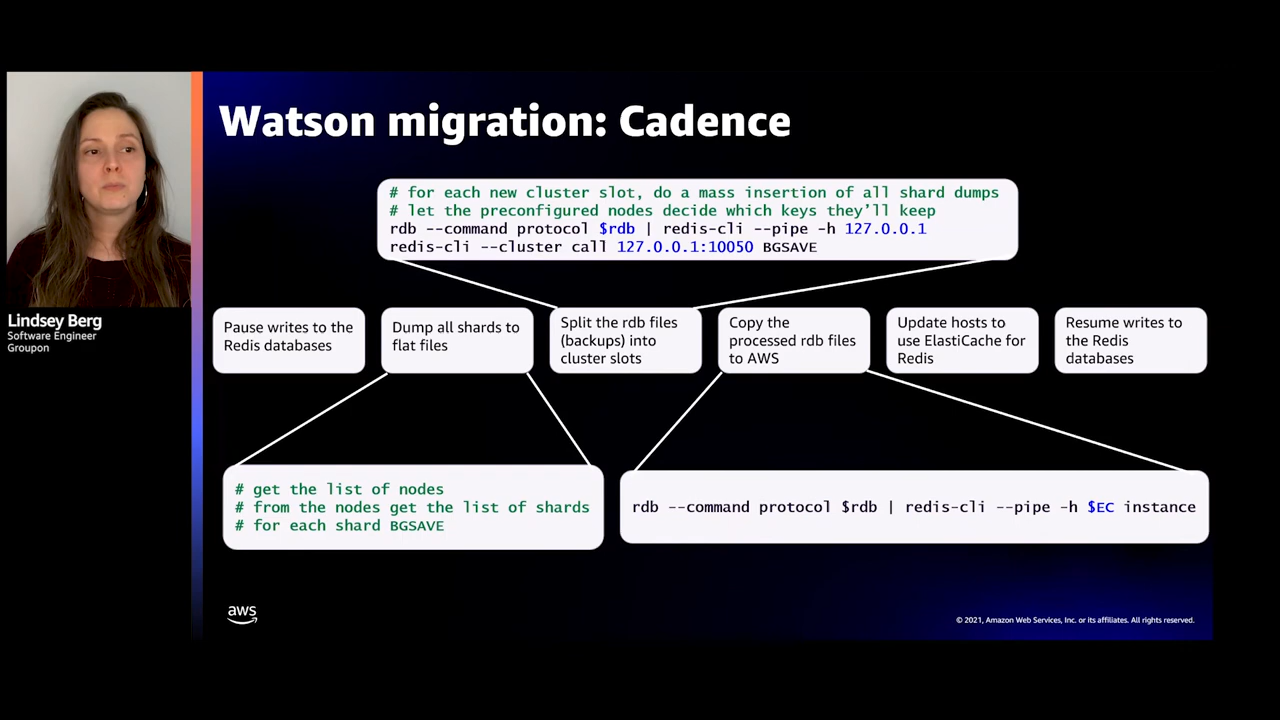 Watson migration: Cadence
# for each new cluster slot, do a mass insertion of all shard dumps
# let the preconfigured nodes decide which keys they’ll keep
rdb --command protocol $rdb | redis-cli --pipe -h 127.0.0.1
redis-cli --cluster call 127.0.0.1:10050 BGSAVE
Lindsey Berg
Software Engineer
Groupon
Pause writes to the
Redis databases
Dump all shards to
flat files
Split the rdb files
(backups) into
cluster slots
Copy the
processed rdb files
to AWS
Update hosts to
use ElastiCache for
Redis
Resume writes to
the Redis
databases
# get the list of nodes
# from the nodes get the list of shards
# for each shard BGSAVE
rdb --command protocol $rdb | redis-cli --pipe -h $EC instance
aws
© 2021, Amazon Web Services, Inc. or its affiliates. All rights reserved.